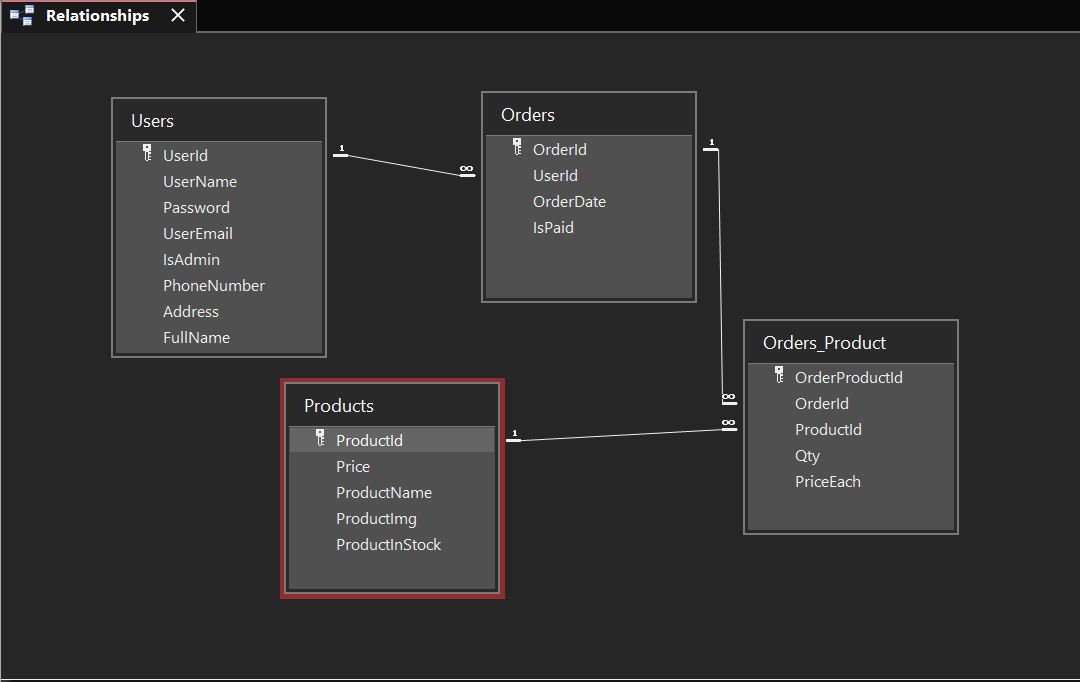 Relationships
Users
UserId
UserName
Password
UserEmail
IsAdmin
PhoneNumber
Address
FullName
1
∞
Orders
OrderId
UserId
OrderDate
IsPaid
1
∞
Products
ProductId
Price
ProductName
ProductImg
ProductInStock
1
∞
Orders_Product
OrderProductId
OrderId
ProductId
Qty
PriceEach